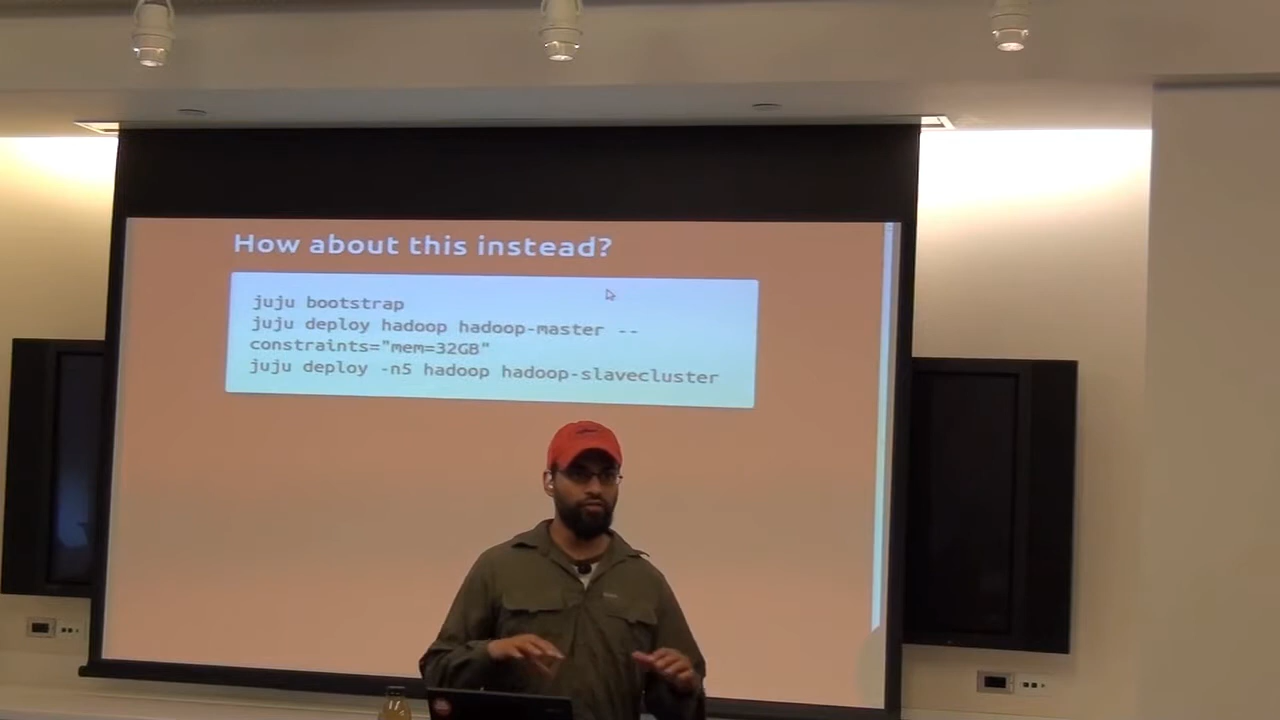 How about this instead?
juju bootstrap
juju deploy hadoop hadoop-master --
constraints="mem=32GB"
juju deploy -n5 hadoop hadoop-slavecluster